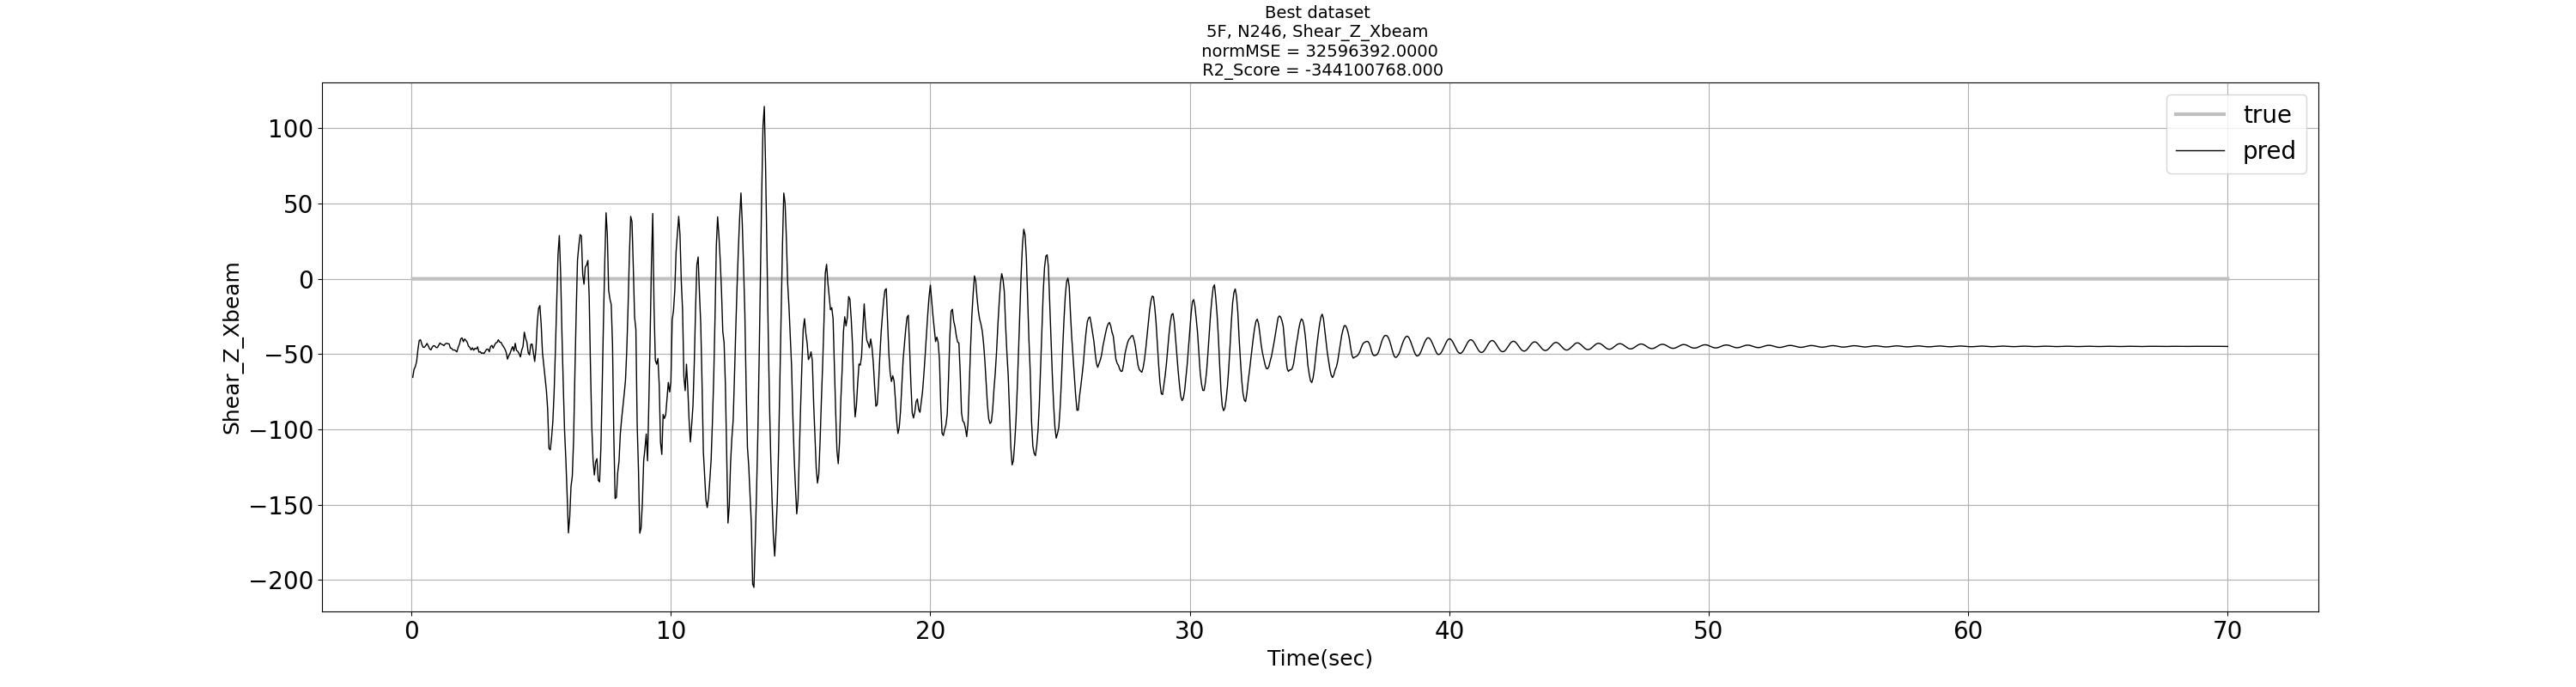 Best dataset
5F, N246, Shear_Z_Xbeam
normMSE = 32596392.0000
R2_Score = -344100768.000
true
pred
100
50
0
−50
−100
−150
−200
Shear_Z_Xbeam
0 10 20 30 40 50 60 70
Time(sec)